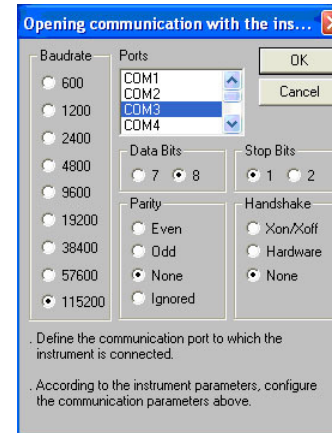 Opening communication with the ins...
Baudrate
600
1200
2400
4800
9600
19200
38400
57600
115200
Ports
COM1
COM2
COM3
COM4
OK
Cancel
Data Bits
7 8
Stop Bits
1 2
Parity
Even
Odd
None
Ignored
Handshake
Xon/Xoff
Hardware
None
. Define the communication port to which the
instrument is connected.
. According to the instrument parameters, configure
the communication parameters above.